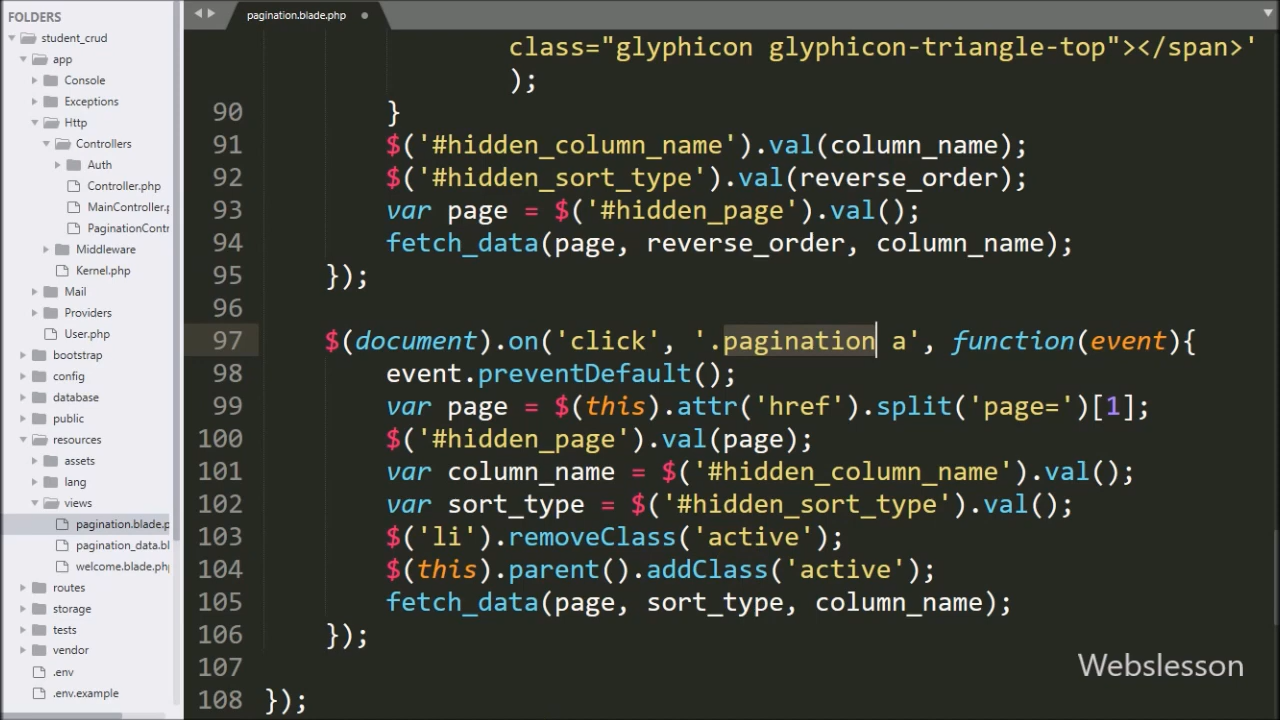 FOLDERS
student_crud
app
Console
Exceptions
Http
Controllers
Auth
Controller.php
MainController.p
PaginationContr
Middleware
Kernel.php
Mail
Providers
User.php
bootstrap
config
database
public
resources
assets
lang
views
pagination.blade.p
pagination_data.bl
welcome.blade.php
routes
storage
tests
vendor
.env
.env.example
pagination.blade.php
class="glyphicon glyphicon-triangle-top"></span>'
);
90 }
91 $('#hidden_column_name').val(column_name);
92 $('#hidden_sort_type').val(reverse_order);
93 var page = $('#hidden_page').val();
94 fetch_data(page, reverse_order, column_name);
95 });
96
97 $(document).on('click', '.pagination a', function(event){
98 event.preventDefault();
99 var page = $(this).attr('href').split('page=')[1];
100 $('#hidden_page').val(page);
101 var column_name = $('#hidden_column_name').val();
102 var sort_type = $('#hidden_sort_type').val();
103 $('li').removeClass('active');
104 $(this).parent().addClass('active');
105 fetch_data(page, sort_type, column_name);
106 });
107
108 });
Webslesson